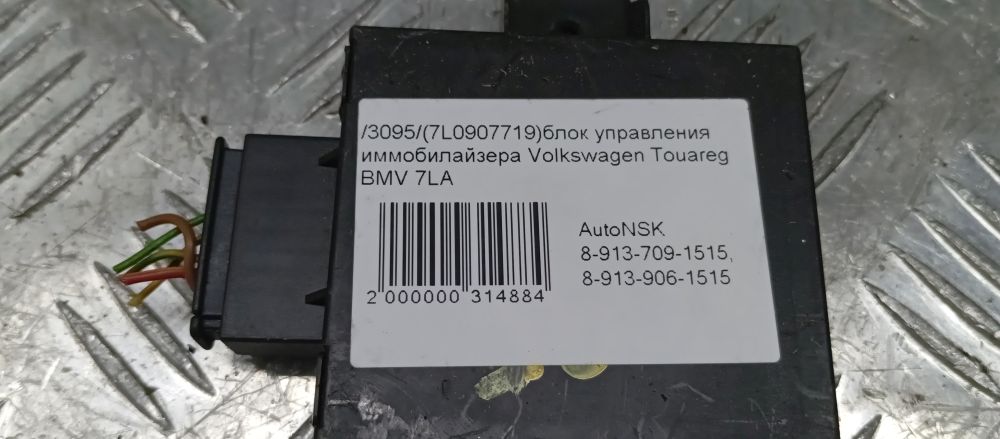 /3095/(7L0907719)блок управления
иммобилайзера Volkswagen Touareg
BMV 7LA
AutoNSK
8-913-709-1515,
8-913-906-1515
2 000000 314884